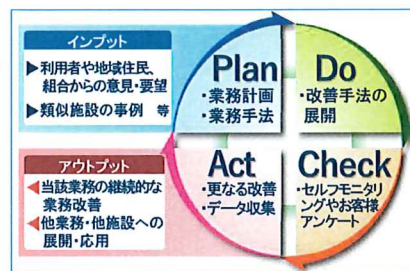 インプット
▶利用者や地域住民、
組合からの意見・要望
▶類似施設の事例 等
アウトプット
◀当該業務の継続的な
業務改善
◀他業務・他施設への
展開・応用
Plan
・業務計画
・業務手法
Do
・改善手法の
展開
Act
・更なる改善
・データ収集
Check
・セルフモニタリ
ングやお客様
アンケート